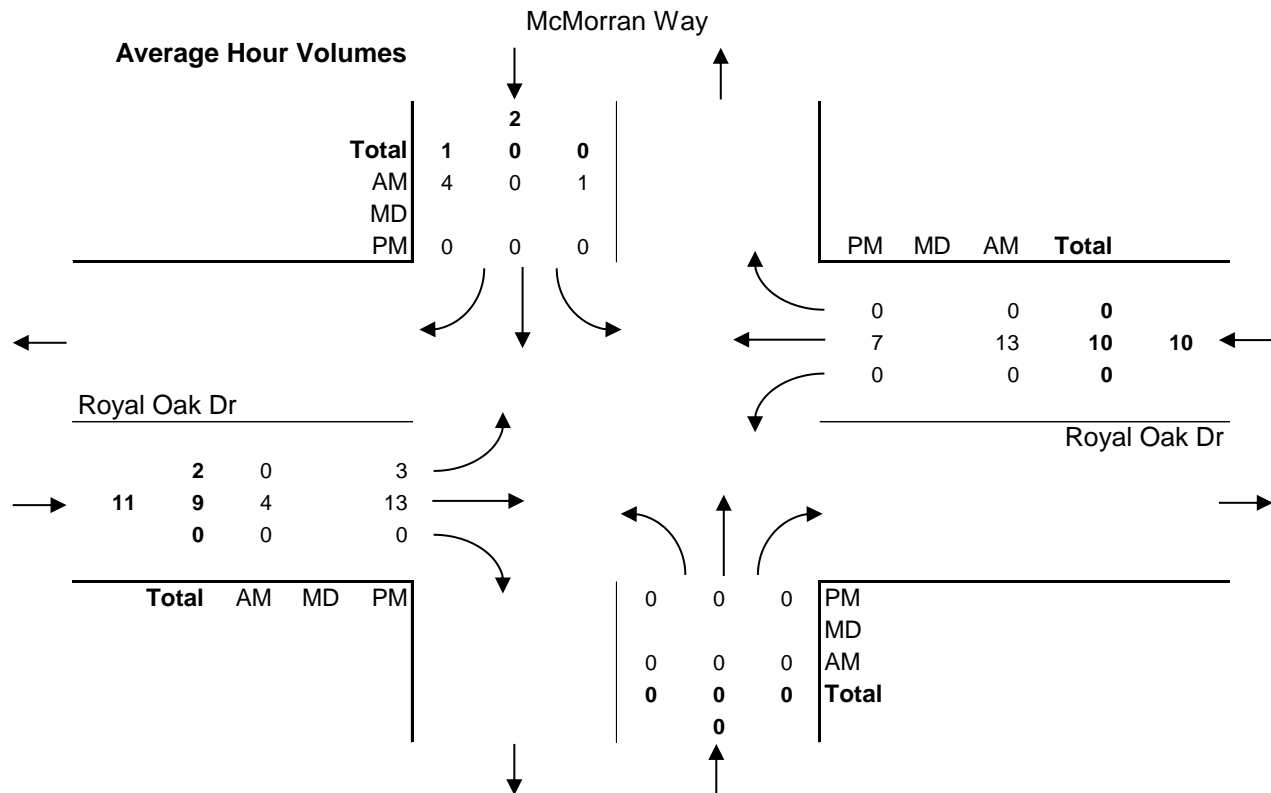 McMorran Way
Average Hour Volumes
2
Total 1 0 0
AM 4 0 1
MD
PM 0 0 0
PM MD AM Total
0 0 0
7 13 10 10
0 0 0
Royal Oak Dr
Royal Oak Dr
2 0 3
11 9 4 13
0 0 0
Total AM MD PM
0 0 0 PM
MD
0 0 0 AM
0 0 0 Total
0